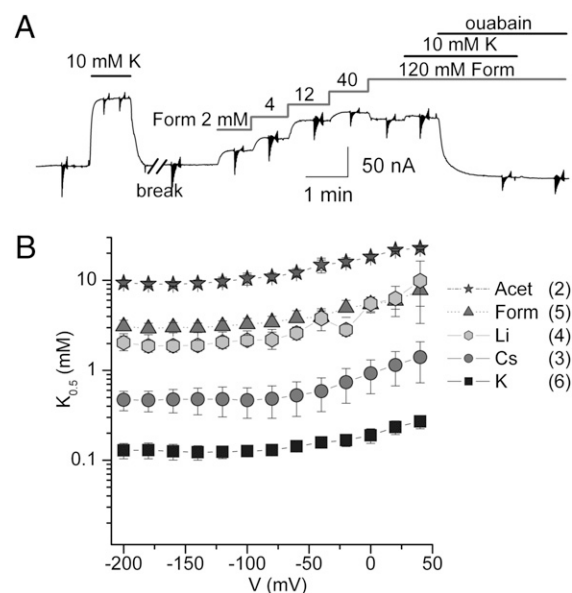 A
ouabain
10 mM K
10 mM K
120 mM Form
40
12
4
Form 2 mM
50 nA
break
1 min
B
10
1
0.1
K0.5 (mM)
-200 -150 -100 -50 0 50
V (mV)
Acet (2)
Form (5)
Li (4)
Cs (3)
K (6)